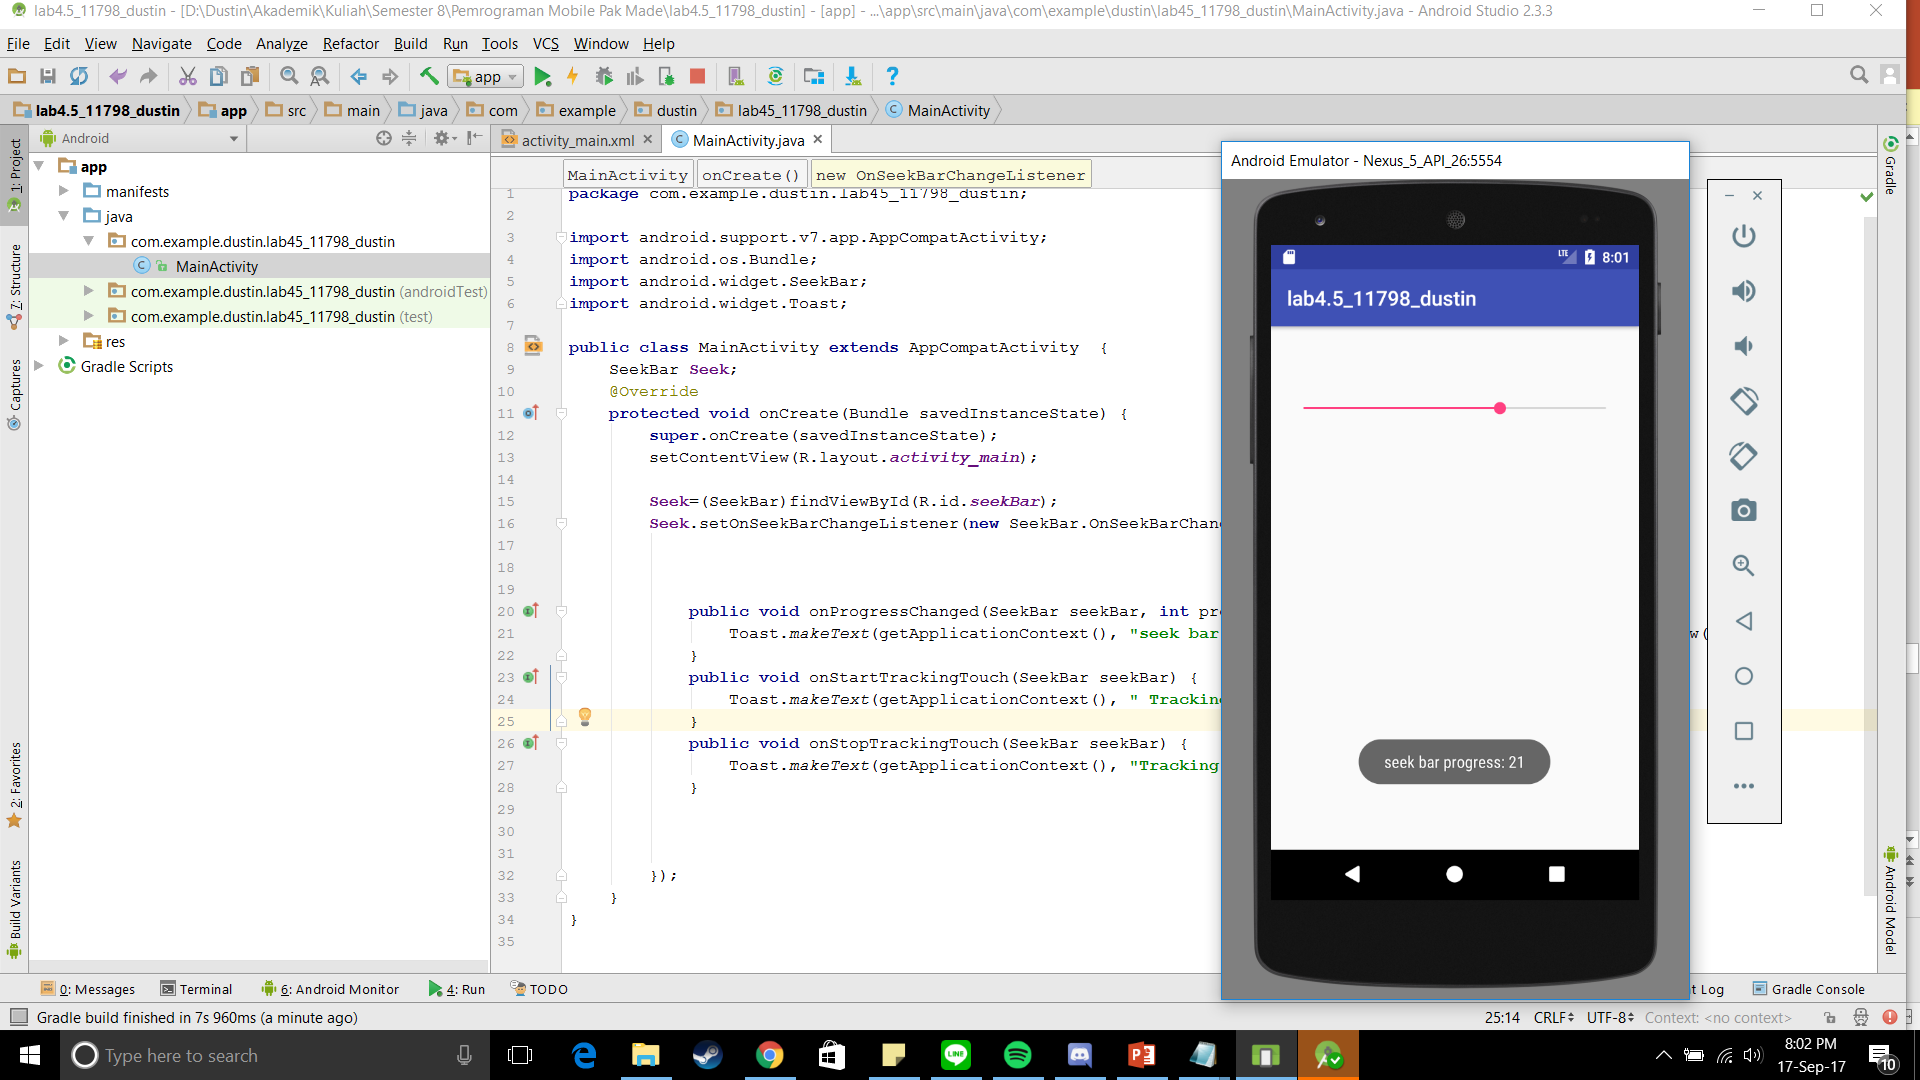 lab4.5_11798_dustin - [D:\Dustin\Akademik\Kuliah\Semester 8\Pemrograman Mobile Pak Made\lab4.5_11798_dustin] - [app] - ...\app\src\main\java\com\example\dustin\lab45_11798_dustin\MainActivity.java - Android Studio 2.3.3
File Edit View Navigate Code Analyze Refactor Build Run Tools VCS Window Help
app
lab4.5_11798_dustin app src main java com example dustin lab45_11798_dustin MainActivity
Android
activity_main.xml MainActivity.java
1: Project
7: Structure
Captures
2: Favorites
Build Variants
app
manifests
java
com.example.dustin.lab45_11798_dustin
MainActivity
com.example.dustin.lab45_11798_dustin (androidTest)
com.example.dustin.lab45_11798_dustin (test)
res
Gradle Scripts
MainActivity onCreate() new OnSeekBarChangeListener
1 package com.example.dustin.lab45_11798_dustin;
2
3 import android.support.v7.app.AppCompatActivity;
4 import android.os.Bundle;
5 import android.widget.SeekBar;
6 import android.widget.Toast;
7
8 public class MainActivity extends AppCompatActivity {
9 SeekBar Seek;
10 @Override
11 protected void onCreate(Bundle savedInstanceState) {
12 super.onCreate(savedInstanceState);
13 setContentView(R.layout.activity_main);
14
15 Seek=(SeekBar)findViewById(R.id.seekBar);
16 Seek.setOnSeekBarChangeListener(new SeekBar.OnSeekBarChan
17
18
19
20 public void onProgressChanged(SeekBar seekBar, int pro
21 Toast.makeText(getApplicationContext(), "seek bar w(
22 }
23 public void onStartTrackingTouch(SeekBar seekBar) {
24 Toast.makeText(getApplicationContext(), " Tracking
25 }
26 public void onStopTrackingTouch(SeekBar seekBar) {
27 Toast.makeText(getApplicationContext(), "Tracking
28 }
29
30
31
32 });
33 }
34 }
35
Android Emulator - Nexus_5_API_26:5554
LTE 8:01
lab4.5_11798_dustin
seek bar progress: 21
Gradle
Android Model
0: Messages Terminal 6: Android Monitor 4: Run TODO t Log Gradle Console
Gradle build finished in 7s 960ms (a minute ago) 25:14 CRLF UTF-8 Context: <no context>
Type here to search
LINE
8:02 PM
17-Sep-17
10